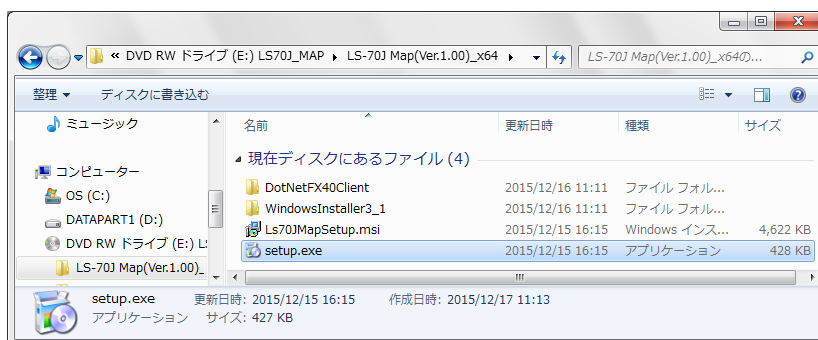 « DVD RW ドライブ (E:) LS70J_MAP ▸ LS-70J Map(Ver.1.00)_x64 ▸ LS-70J Map(Ver.1.00)_x64の...
整理 ディスクに書き込む
ミュージック
コンピューター
OS (C:)
DATAPART1 (D:)
DVD RW ドライブ (E:) LS
LS-70J Map(Ver.1.00)_
名前 更新日時 種類 サイズ
現在ディスクにあるファイル (4)
DotNetFX40Client 2015/12/16 11:11 ファイル フォル...
WindowsInstaller3_1 2015/12/16 11:11 ファイル フォル...
Ls70JMapSetup.msi 2015/12/15 16:15 Windows インス... 4,622 KB
setup.exe 2015/12/15 16:15 アプリケーション 428 KB
setup.exe 更新日時: 2015/12/15 16:15 作成日時: 2015/12/17 11:13
アプリケーション サイズ: 427 KB